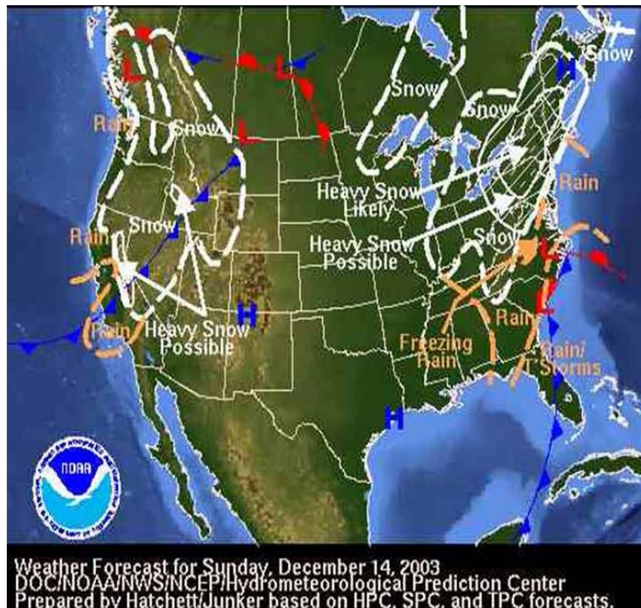 Snow
L
L
H
Snow
Rain
Snow
L
Snow
Heavy Snow
Likely
Rain
Heavy Snow
Possible
Snow
Rain
Snow
L
Rain
Heavy Snow
Possible
H
L
Rain
Freezing
Rain
Rain/
T'Storms
H
NOAA
Weather Forecast for Sunday, December 14, 2003
DOC/NOAA/NWS/NCEP/Hydrometeorological Prediction Center
Prepared by Hatchett/Junker based on HPC, SPC, and TPC forecasts.